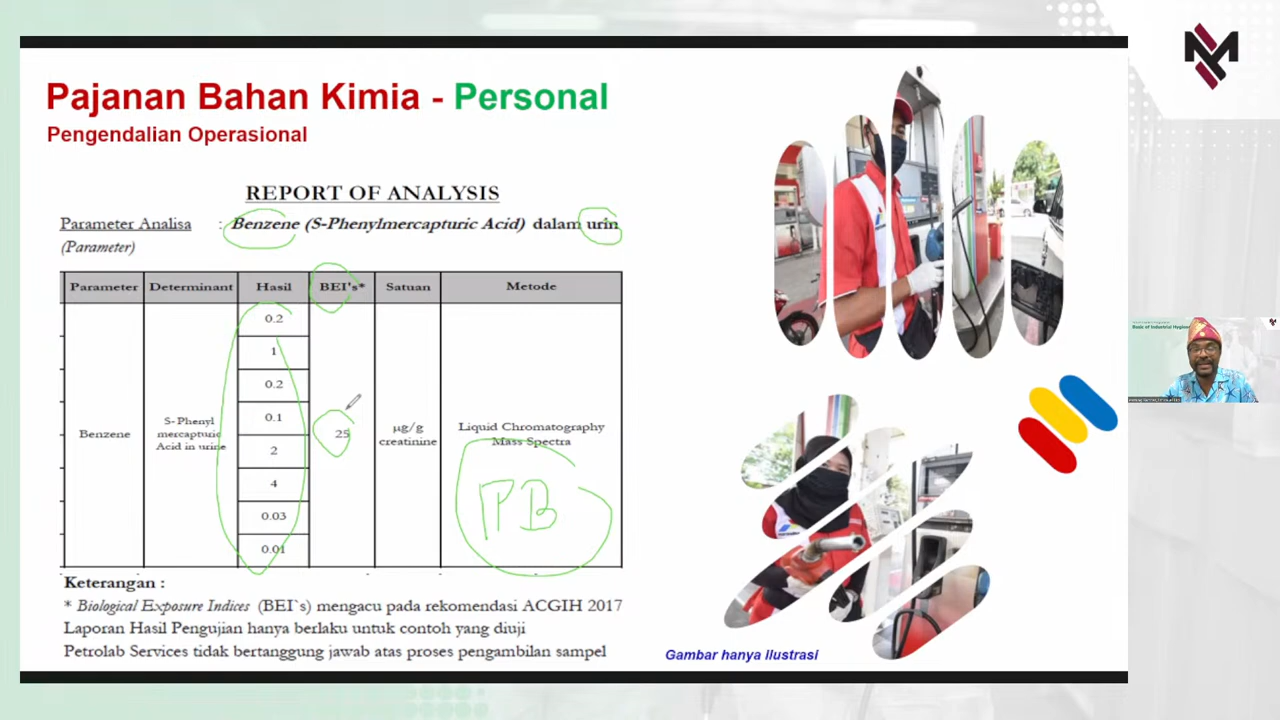 Pajanan Bahan Kimia - Personal
Pengendalian Operasional
REPORT OF ANALYSIS
Parameter Analisa : Benzene (S-Phenylmercapturic Acid) dalam urin
(Parameter)
Parameter Determinant Hasil BEI's* Satuan Metode
0.2
1
0.2
0.1
2
4
0.03
0.01
Benzene
S-Phenyl
mercapturic
Acid in urine
25
µg/g
creatinine
Liquid Chromatography
Mass Spectra
PB
Keterangan :
* Biological Exposure Indices (BEI`s) mengacu pada rekomendasi ACGIH 2017
Laporan Hasil Pengujian hanya berlaku untuk contoh yang diuji
Petrolab Services tidak bertanggung jawab atas proses pengambilan sampel
Gambar hanya ilustrasi
Basic of Industrial Hygiene